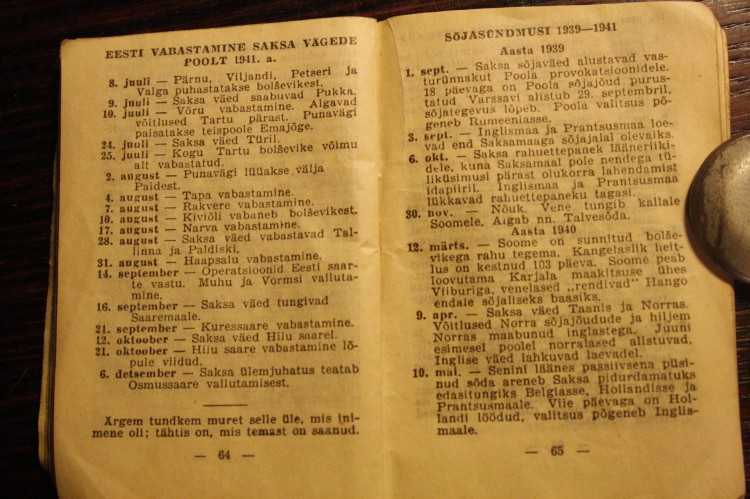 EESTI VABASTAMINE SAKSA VÄGEDE
POOLT 1941. a.
8. juuli — Pärnu, Viljandi, Petseri ja
Valga puhastatakse bolševikest.
9. juuli — Saksa väed saabuvad Pukka.
10. juuli — Võru vabastamine. Algavad
võitlused Tartu pärast. Punavägi
paisatakse teispoole Emajõge.
24. juuli — Saksa väed Türil.
25. juuli — Kogu Tartu bolševike võimu
alt vabastatud.
2. august — Punavägi lüüakse välja
Paidest.
4. august — Tapa vabastamine.
7. august — Rakvere vabastamine.
10. august — Kiviõli vabaneb bolševikest.
17. august — Narva vabastamine.
28. august — Saksa väed vabastavad Tal-
linna ja Paldiski.
31. august — Haapsalu vabastamine.
14. september — Operatsioonid Eesti saar-
te vastu. Muhu ja Vormsi valluta-
mine.
16. september — Saksa väed tungivad
Saaremaale.
21. september — Kuressaare vabastamine.
12. oktoober — Saksa väed Hiiu saarel.
21. oktoober — Hiiu saare vabastamine lõ-
pule viidud.
6. detsember — Saksa ülemjuhatus teatab
Osmussaare vallutamisest.
Ärgem tundkem muret selle üle, mis ini-
mene oli; tähtis on, mis temast on saanud.
— 64 —
SÕJASÜNDMUSI 1939—1941
Aasta 1939
1. sept. — Saksa sõjaväed alustavad vas-
turünnakut Poola provokatsioonidele.
18 päevaga on Poola sõjajõud purus-
tatud Varssavi alistub 29. septembril,
sõjategevus lõpeb. Poola valitsus põ-
geneb Rumeeniasse.
3. sept. — Inglismaa ja Prantsusmaa loe-
vad end Saksamaaga sõjajalal olevaiks.
6. okt. — Saksa rahuettepanek lääneriiki-
dele, kuna Saksamaal pole nendega tü-
liküsimusi pärast olukorra lahendamist
idapiiril. Inglismaa ja Prantsusmaa
lükkavad rahuettepaneku tagasi.
30. nov. — Nõuk. Vene tungib kallale
Soomele. Algab nn. Talvesõda.
Aasta 1940
12. märts. — Soome on sunnitud bolše-
vikega rahu tegema. Kangelaslik heit-
lus on kestnud 103 päeva. Soome peab
loovutama Karjala maakitsuse ühes
Viiburiga, venelased „rendivad" Hango
endale sõjaliseks baasiks.
9. apr. — Saksa väed Taanis ja Norras.
Võitlused Norra sõjajõudude ja hiljem
Norras maabunud inglastega. Juuni
esimesel poolel norralased alistuvad,
Inglise väed lahkuvad laevadel.
10. mai. — Senini läänes passiivsena püsi-
nud sõda areneb Saksa pidurdamatuks
edasitungiks Belgiasse, Hollandisse ja
Prantsusmaale. Viie päevaga on Hol-
landi löödud, valitsus põgeneb Inglis-
maale.
— 65 —